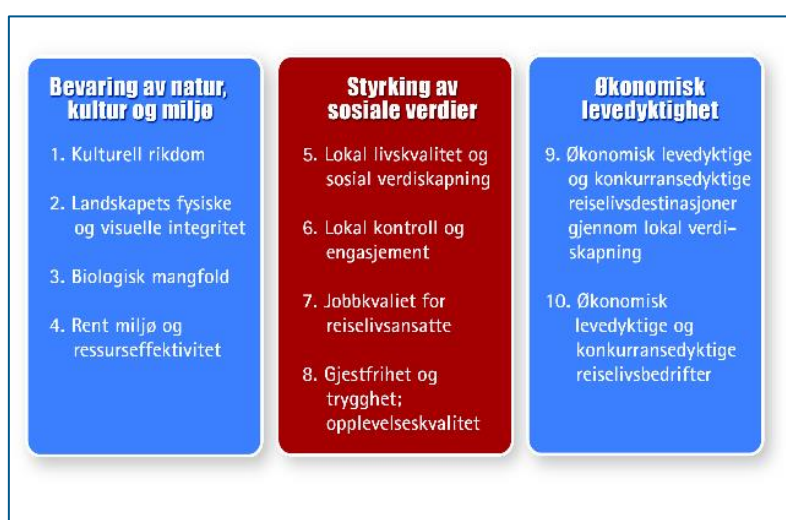 Bevaring av natur,
kultur og miljø
1. Kulturell rikdom
2. Landskapets fysiske
og visuelle integritet
3. Biologisk mangfold
4. Rent miljø og
ressurseffektivitet
Styrking av
sosiale verdier
5. Lokal livskvalitet og
sosial verdiskapning
6. Lokal kontroll og
engasjement
7. Jobbkvaliet for
reiselivsansatte
8. Gjestfrihet og
trygghet;
opplevelseskvalitet
Økonomisk
levedyktighet
9. Økonomisk levedyktige
og konkurransedyktige
reiselivsdestinasjoner
gjennom lokal verdi-
skapning
10. Økonomisk
levedyktige og
konkurransedyktige
reiselivsbedrifter